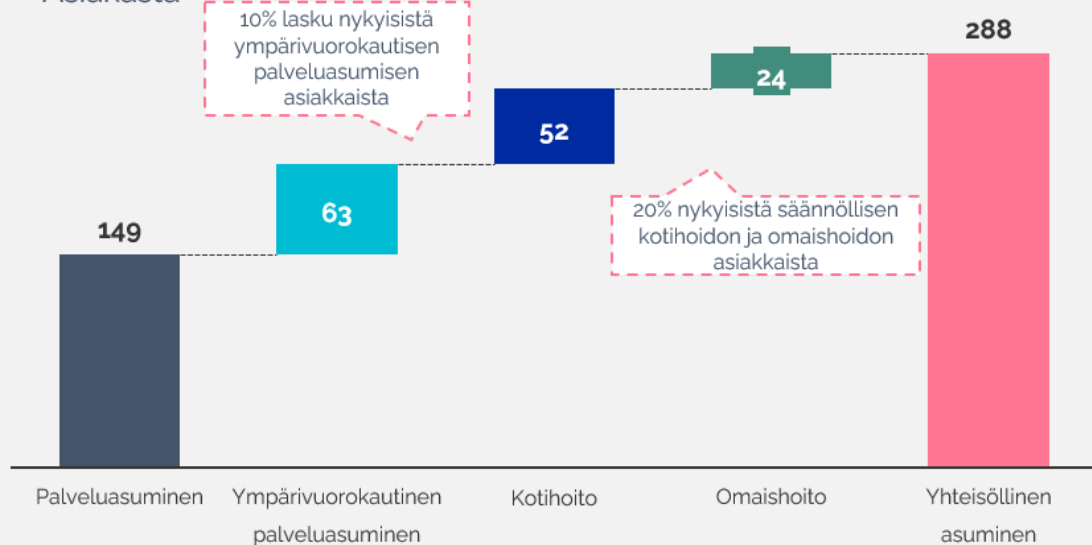 Asiakasta
10% lasku nykyisistä
ympärivuorokautisen
palveluasumisen
asiakkaista
288
24
52
63
149
20% nykyisistä säännöllisen
kotihoidon ja omaishoidon
asiakkaista
Palveluasuminen
Ympärivuorokautinen
palveluasuminen
Kotihoito
Omaishoito
Yhteisöllinen
asuminen